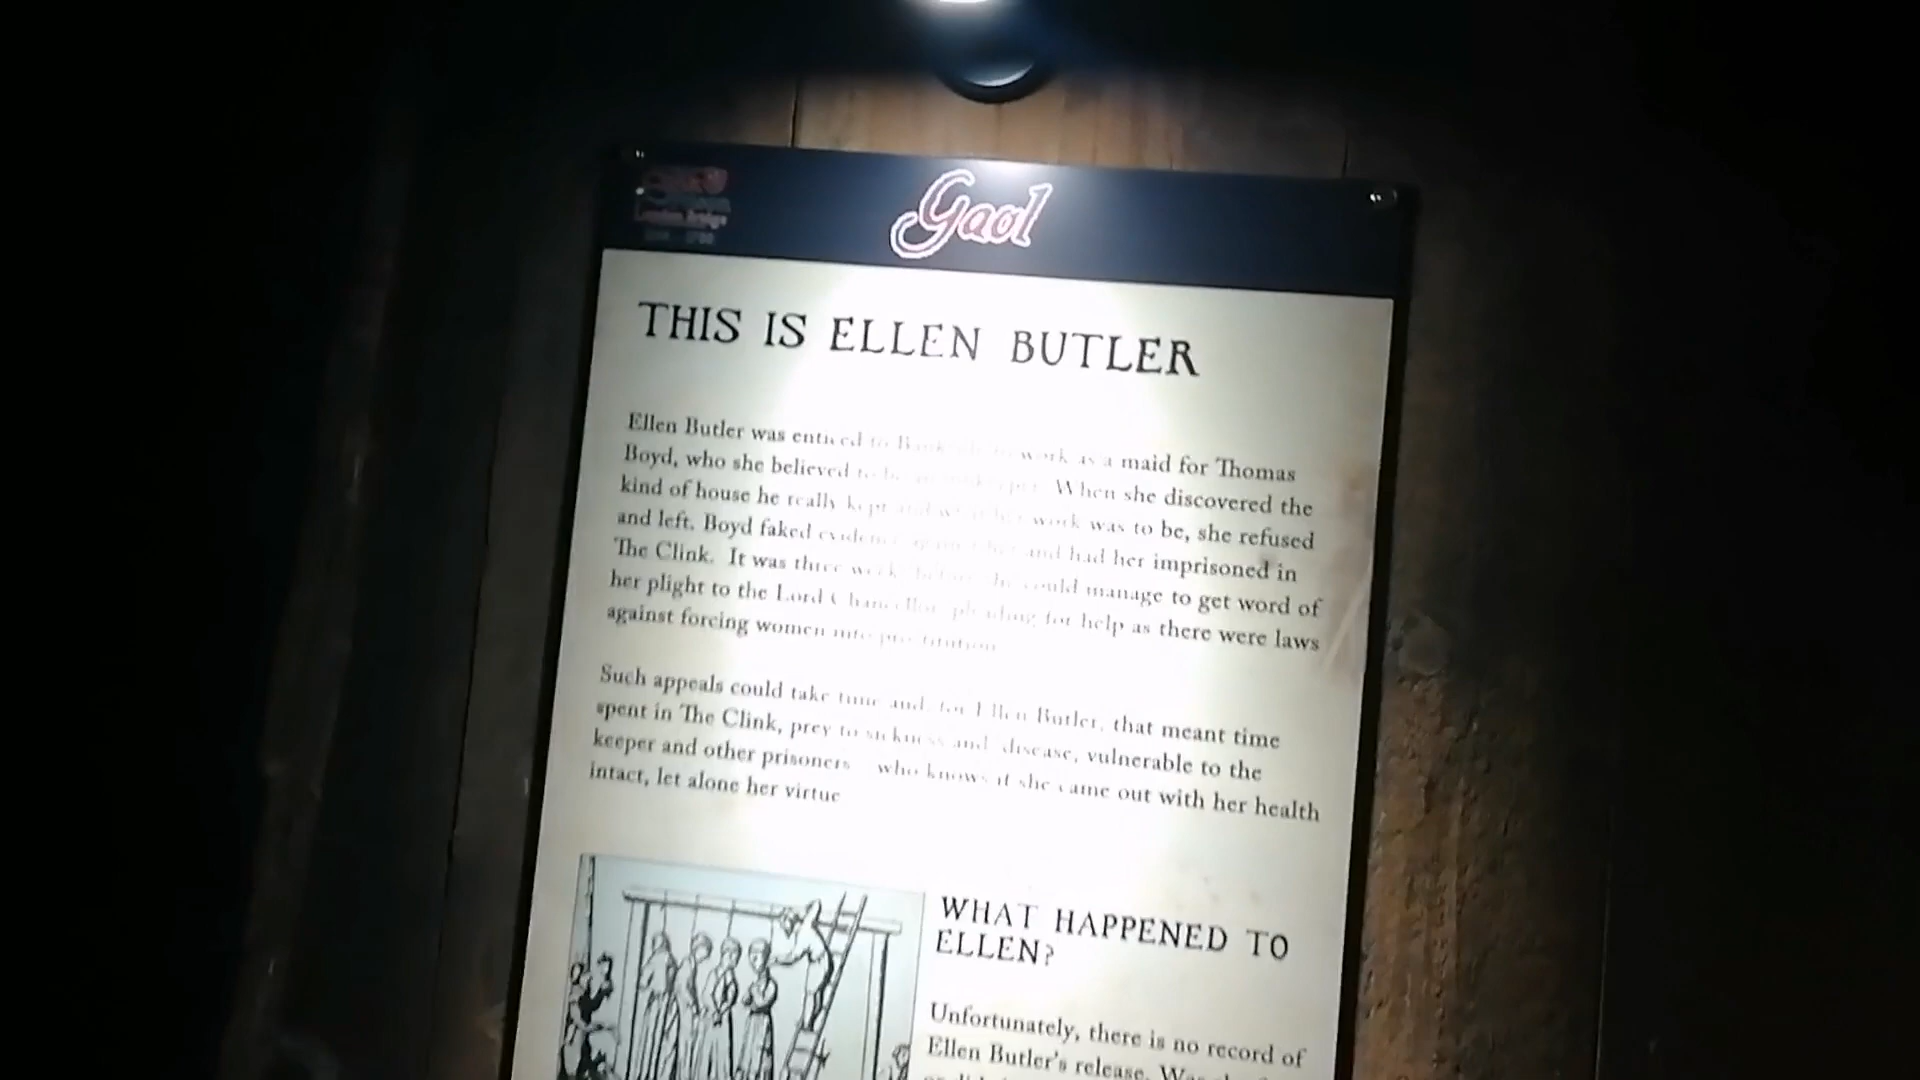 Gaol
London Bridge
THIS IS ELLEN BUTLER
Ellen Butler was enticed to work as a maid for Thomas
Boyd, who she believed to be When she discovered the
kind of house he really kept and what her work was to be, she refused
and left. Boyd faked evidence against her and had her imprisoned in
The Clink. It was three weeks before she could manage to get word of
her plight to the Lord Chancellor, pleading for help as there were laws
against forcing women into prostitution
Such appeals could take time and, for Ellen Butler, that meant time
spent in The Clink, prey to sickness and disease, vulnerable to the
keeper and other prisoners who knows if she came out with her health
intact, let alone her virtue
WHAT HAPPENED TO
ELLEN?
Unfortunately, there is no record of
Ellen Butler's release.